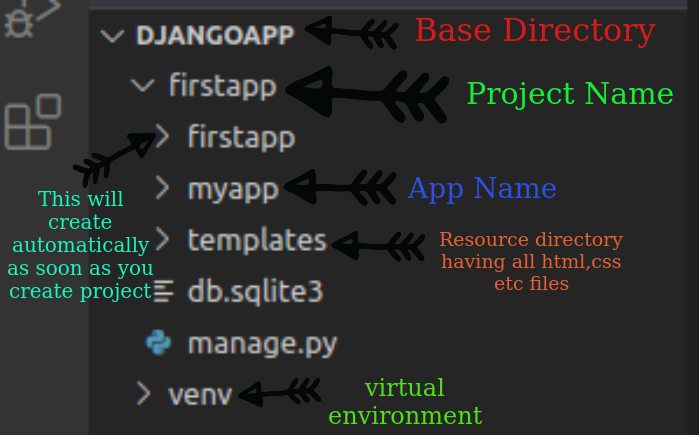 DJANGOAPP
Base Directory
firstapp
Project Name
firstapp
This will
create
automatically
as soon as you
create project
myapp
App Name
templates
Resource directory
having all html,css
etc files
db.sqlite3
manage.py
venv
virtual
environment